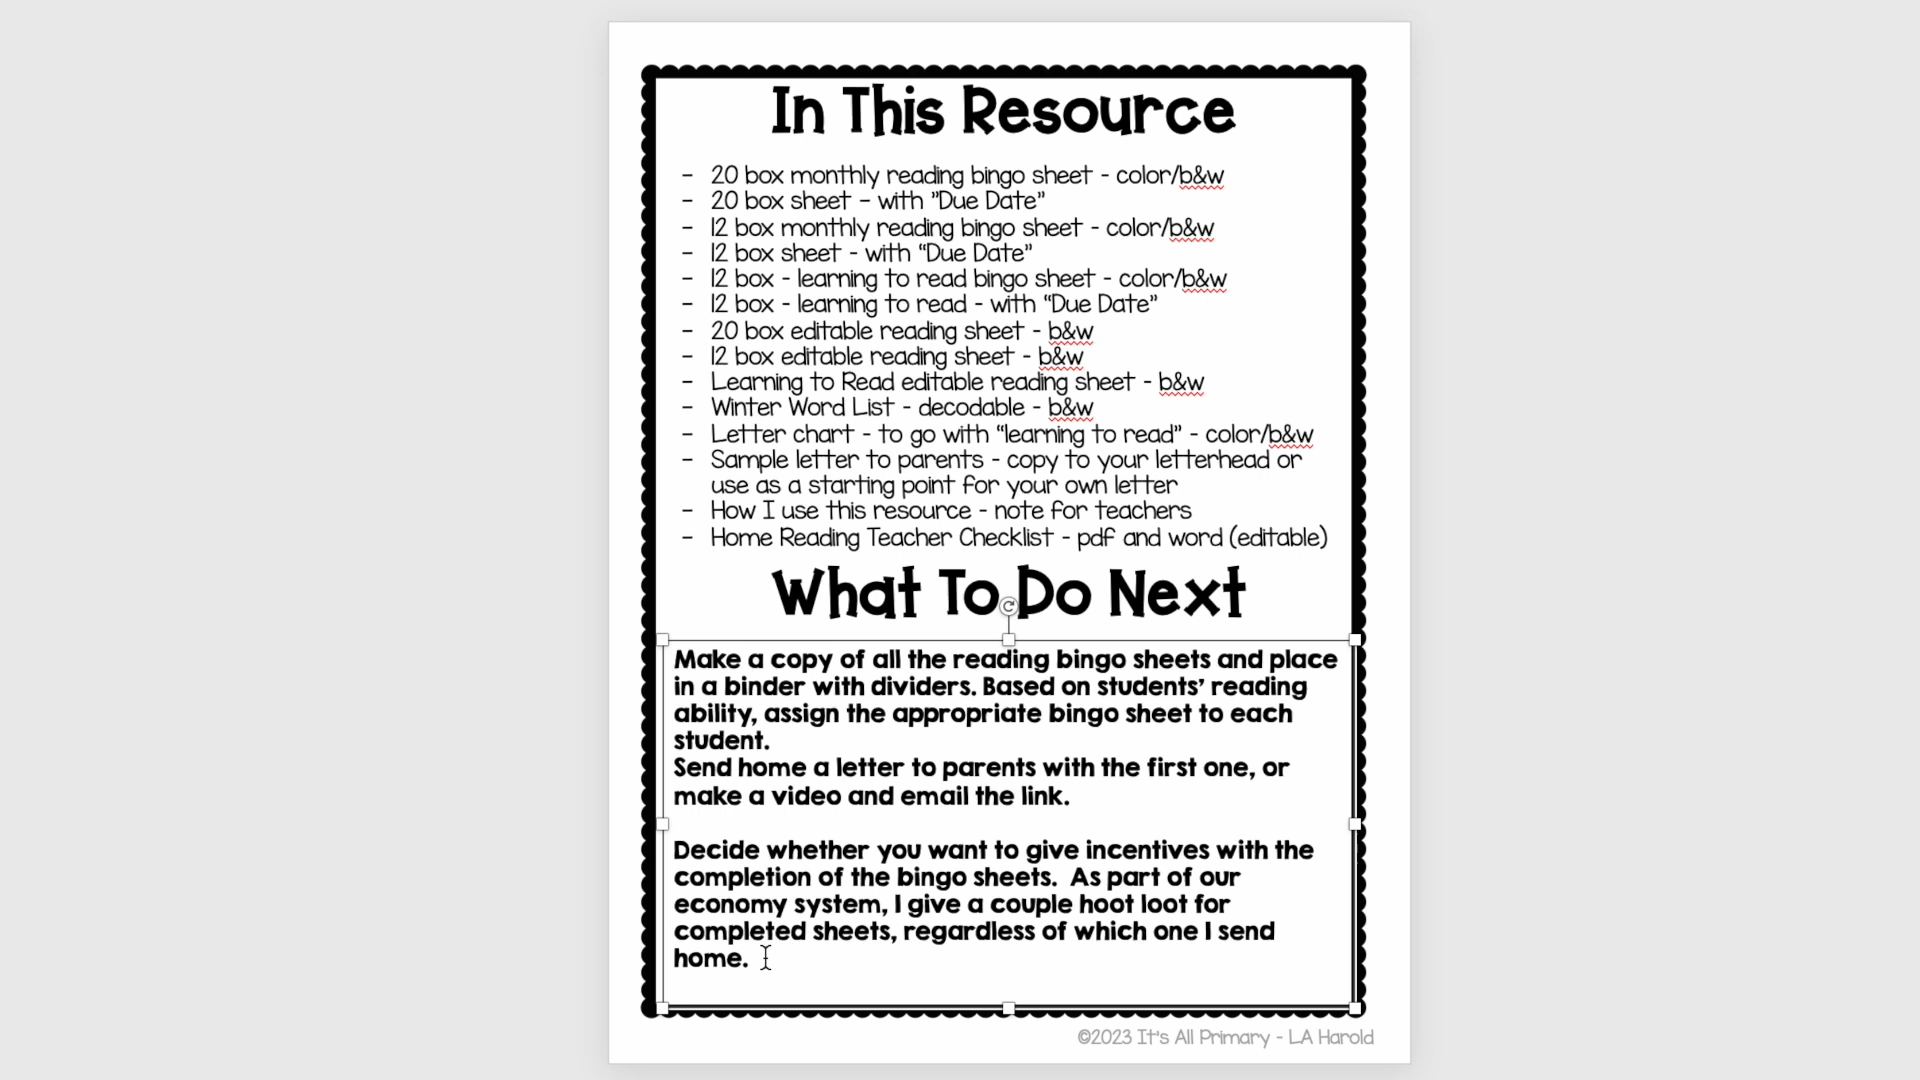 In This Resource
- 20 box monthly reading bingo sheet - color/b&w
- 20 box sheet – with "Due Date"
- 12 box monthly reading bingo sheet - color/b&w
- 12 box sheet - with “Due Date”
- 12 box - learning to read bingo sheet - color/b&w
- 12 box - learning to read - with “Due Date”
- 20 box editable reading sheet - b&w
- 12 box editable reading sheet - b&w
- Learning to Read editable reading sheet - b&w
- Winter Word List - decodable - b&w
- Letter chart - to go with “learning to read” - color/b&w
- Sample letter to parents - copy to your letterhead or
use as a starting point for your own letter
- How I use this resource - note for teachers
- Home Reading Teacher Checklist - pdf and word (editable)
What To Do Next
Make a copy of all the reading bingo sheets and place
in a binder with dividers. Based on students’ reading
ability, assign the appropriate bingo sheet to each
student.
Send home a letter to parents with the first one, or
make a video and email the link.
Decide whether you want to give incentives with the
completion of the bingo sheets.  As part of our
economy system, I give a couple hoot loot for
completed sheets, regardless of which one I send
home.
©2023 It's All Primary - LA Harold